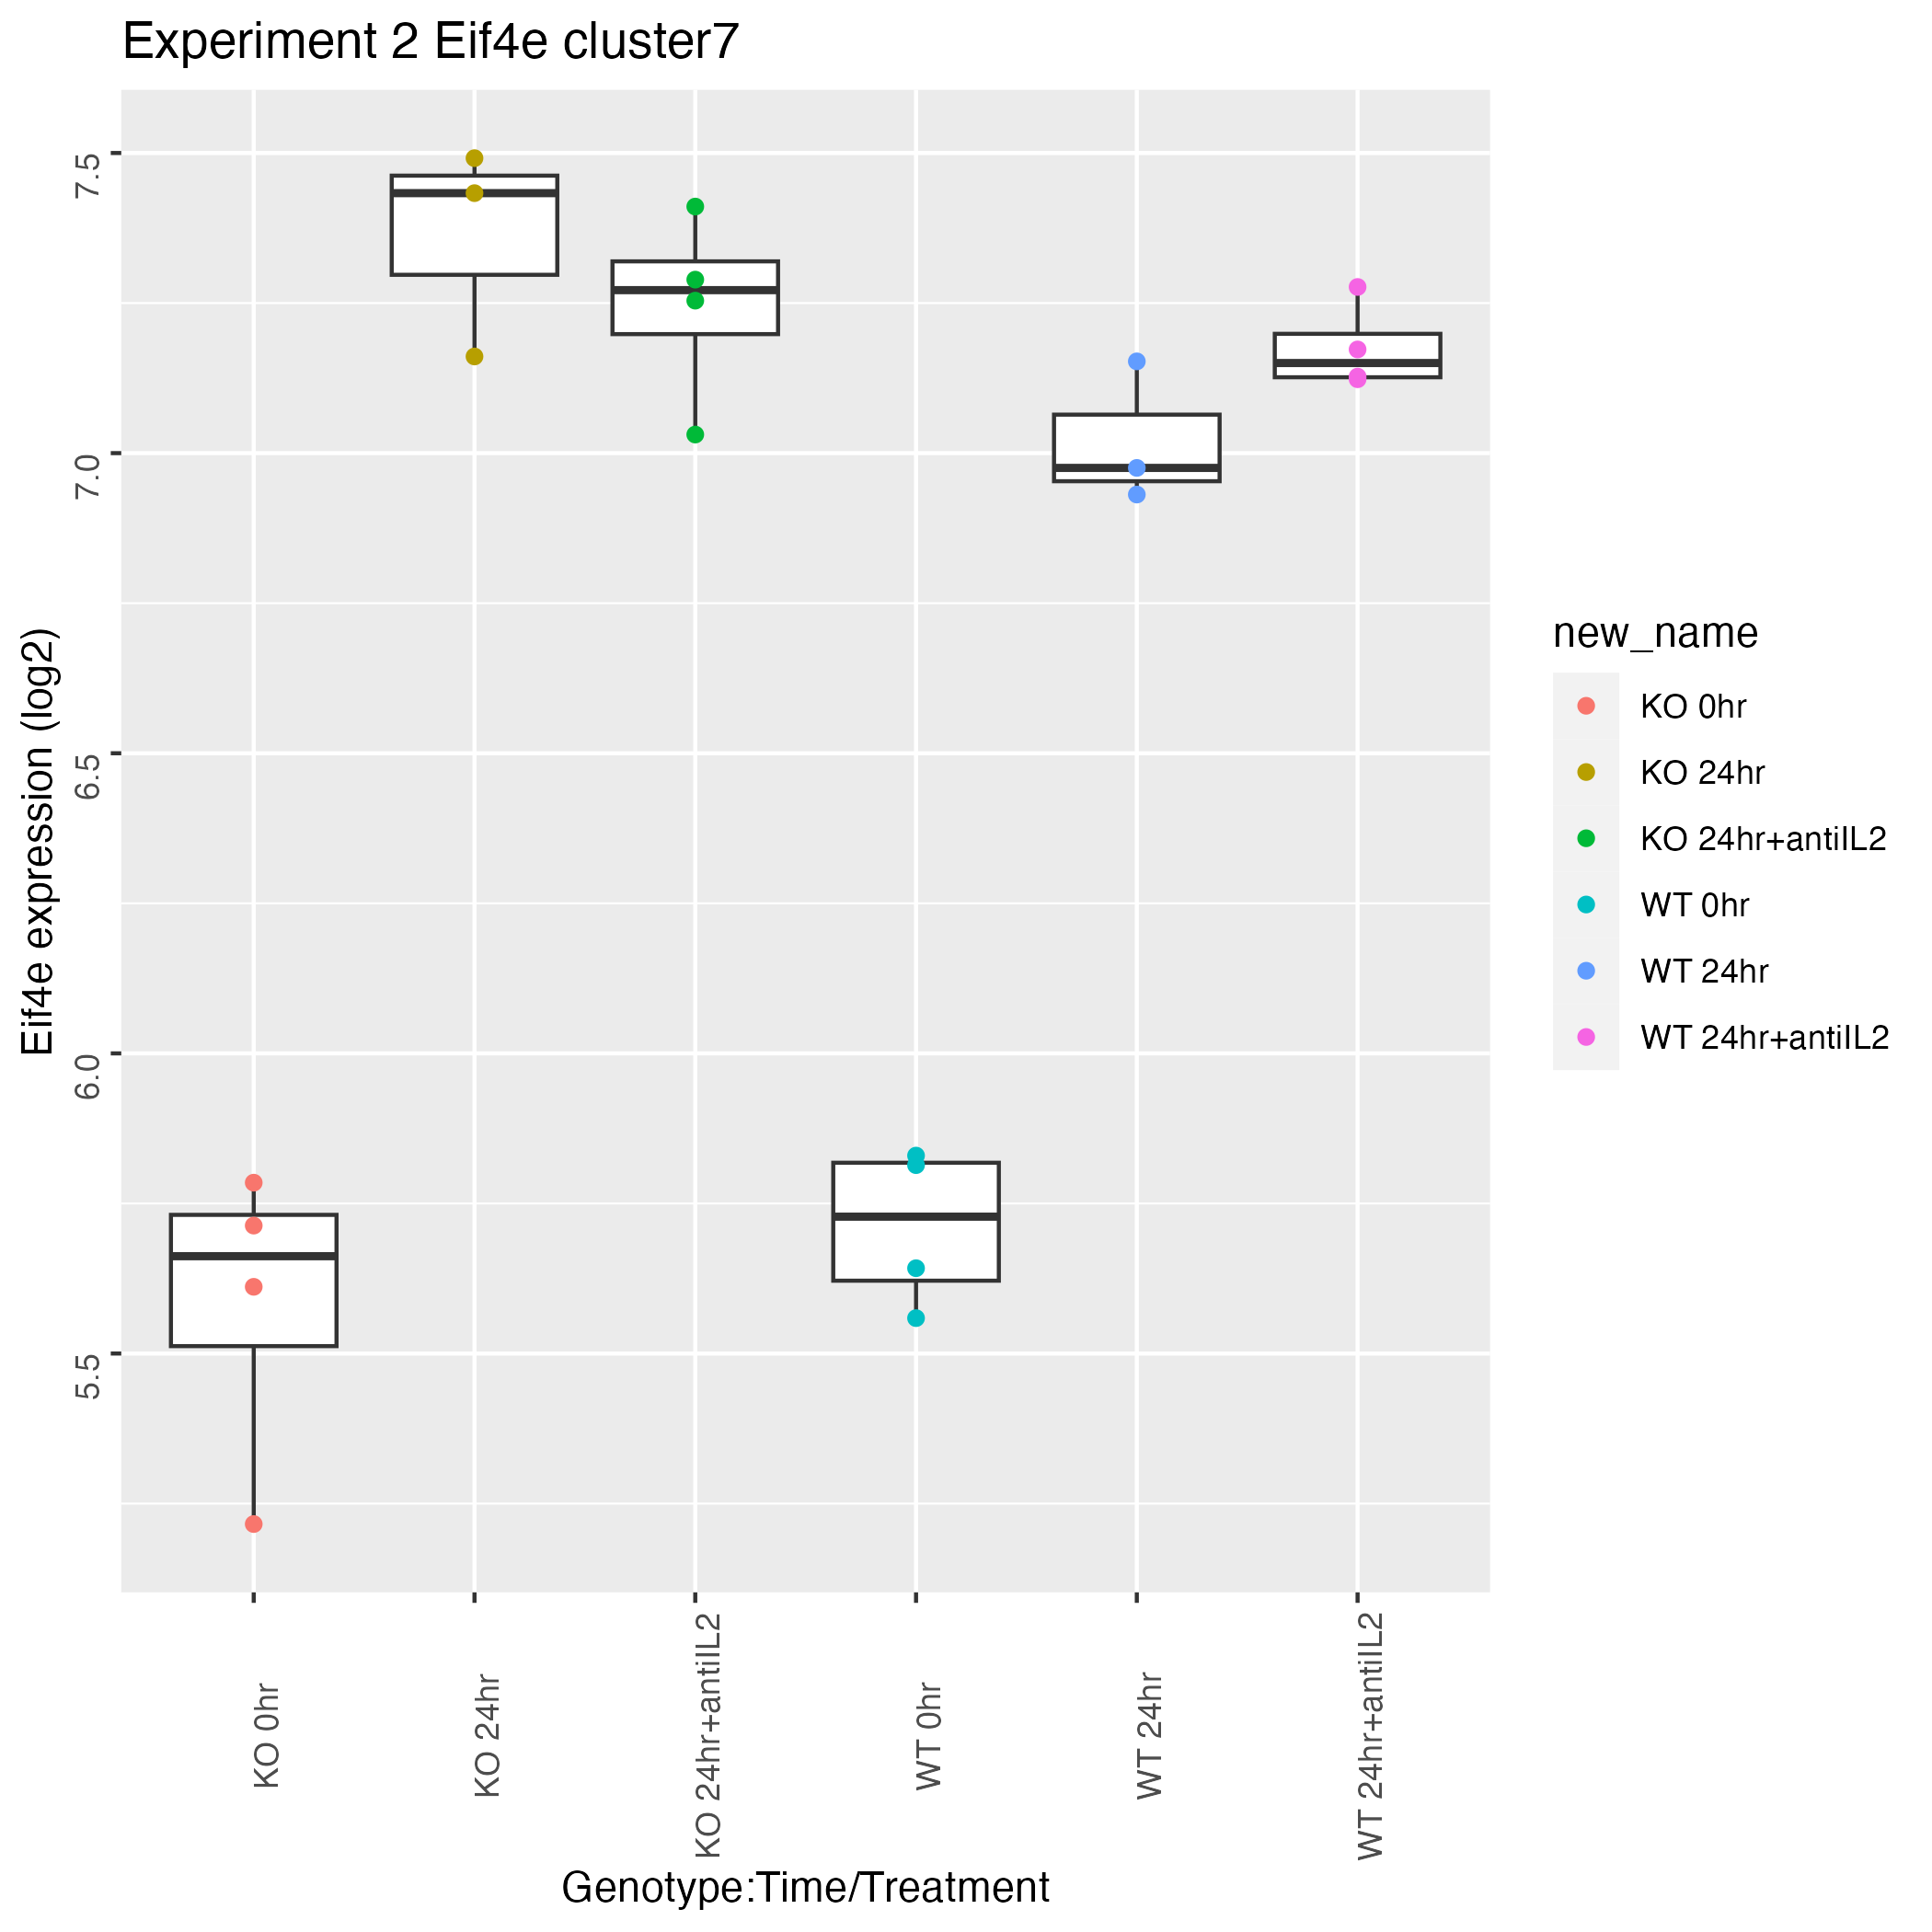 Experiment 2 Eif4e cluster7
Eif4e expression (log2)
7.5
7.0
6.5
6.0
5.5
KO 0hr
KO 24hr
KO 24hr+antiIL2
WT 0hr
WT 24hr
WT 24hr+antiIL2
Genotype:Time/Treatment
new_name
KO 0hr
KO 24hr
KO 24hr+antiIL2
WT 0hr
WT 24hr
WT 24hr+antiIL2